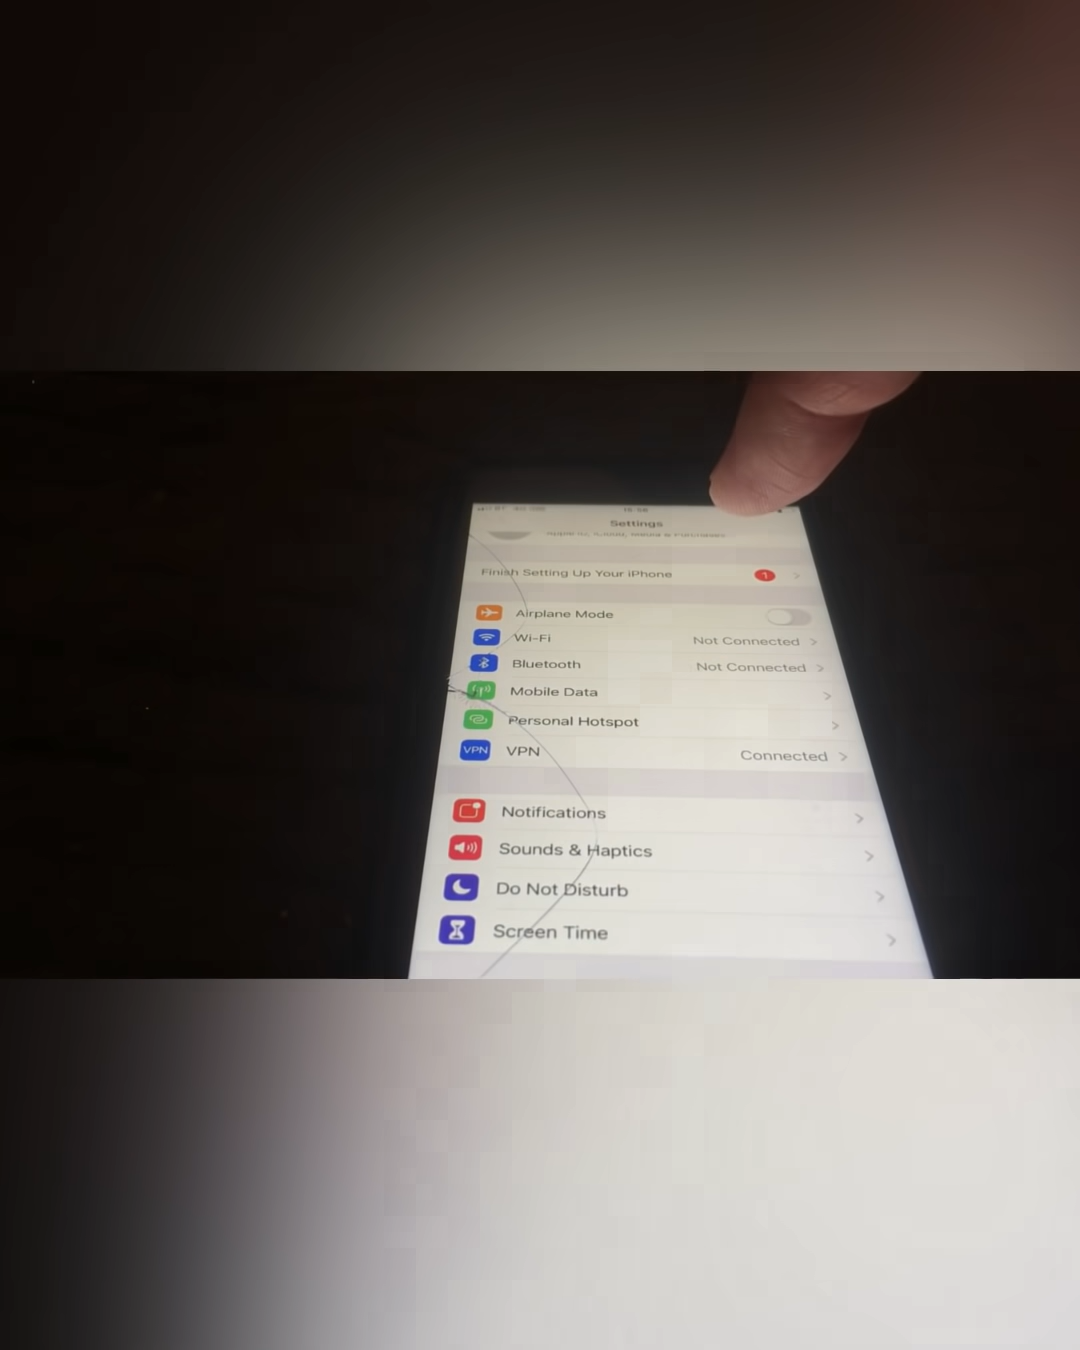 Settings
Finish Setting Up Your iPhone 1
Airplane Mode
Wi-Fi Not Connected
Bluetooth Not Connected
Mobile Data
Personal Hotspot
VPN VPN Connected
Notifications
Sounds & Haptics
Do Not Disturb
Screen Time